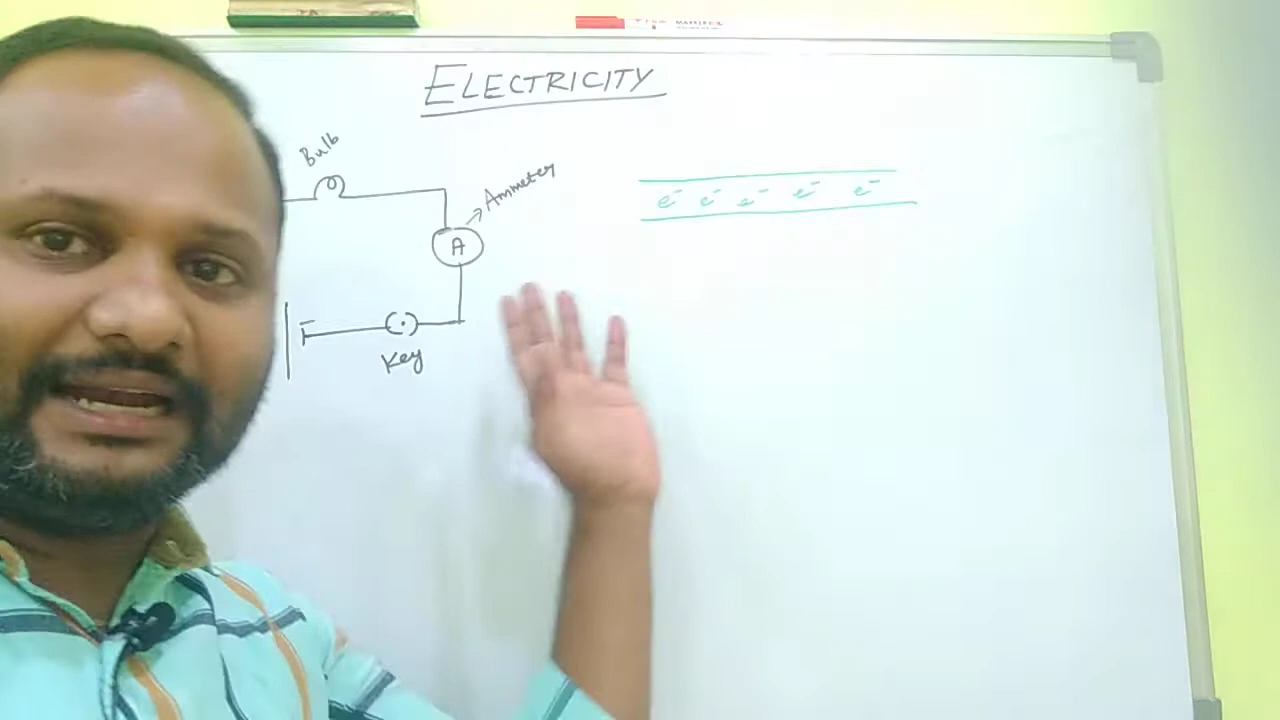 ELECTRICITY
Bulb
Ammeter
A
e⁻ e⁻ e⁻ e⁻ e⁻
Key